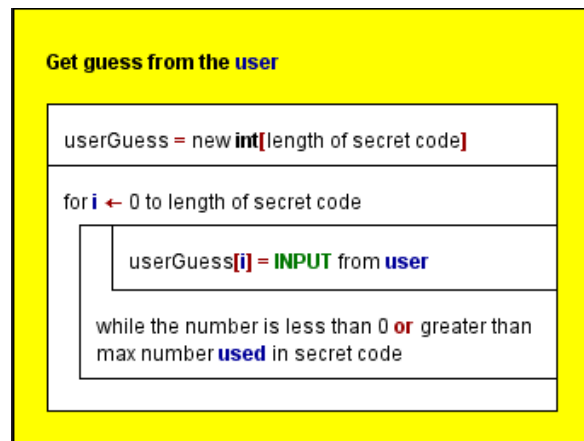 Get guess from the user
userGuess = new int[length of secret code]
for i ← 0 to length of secret code
userGuess[i] = INPUT from user
while the number is less than 0 or greater than
max number used in secret code